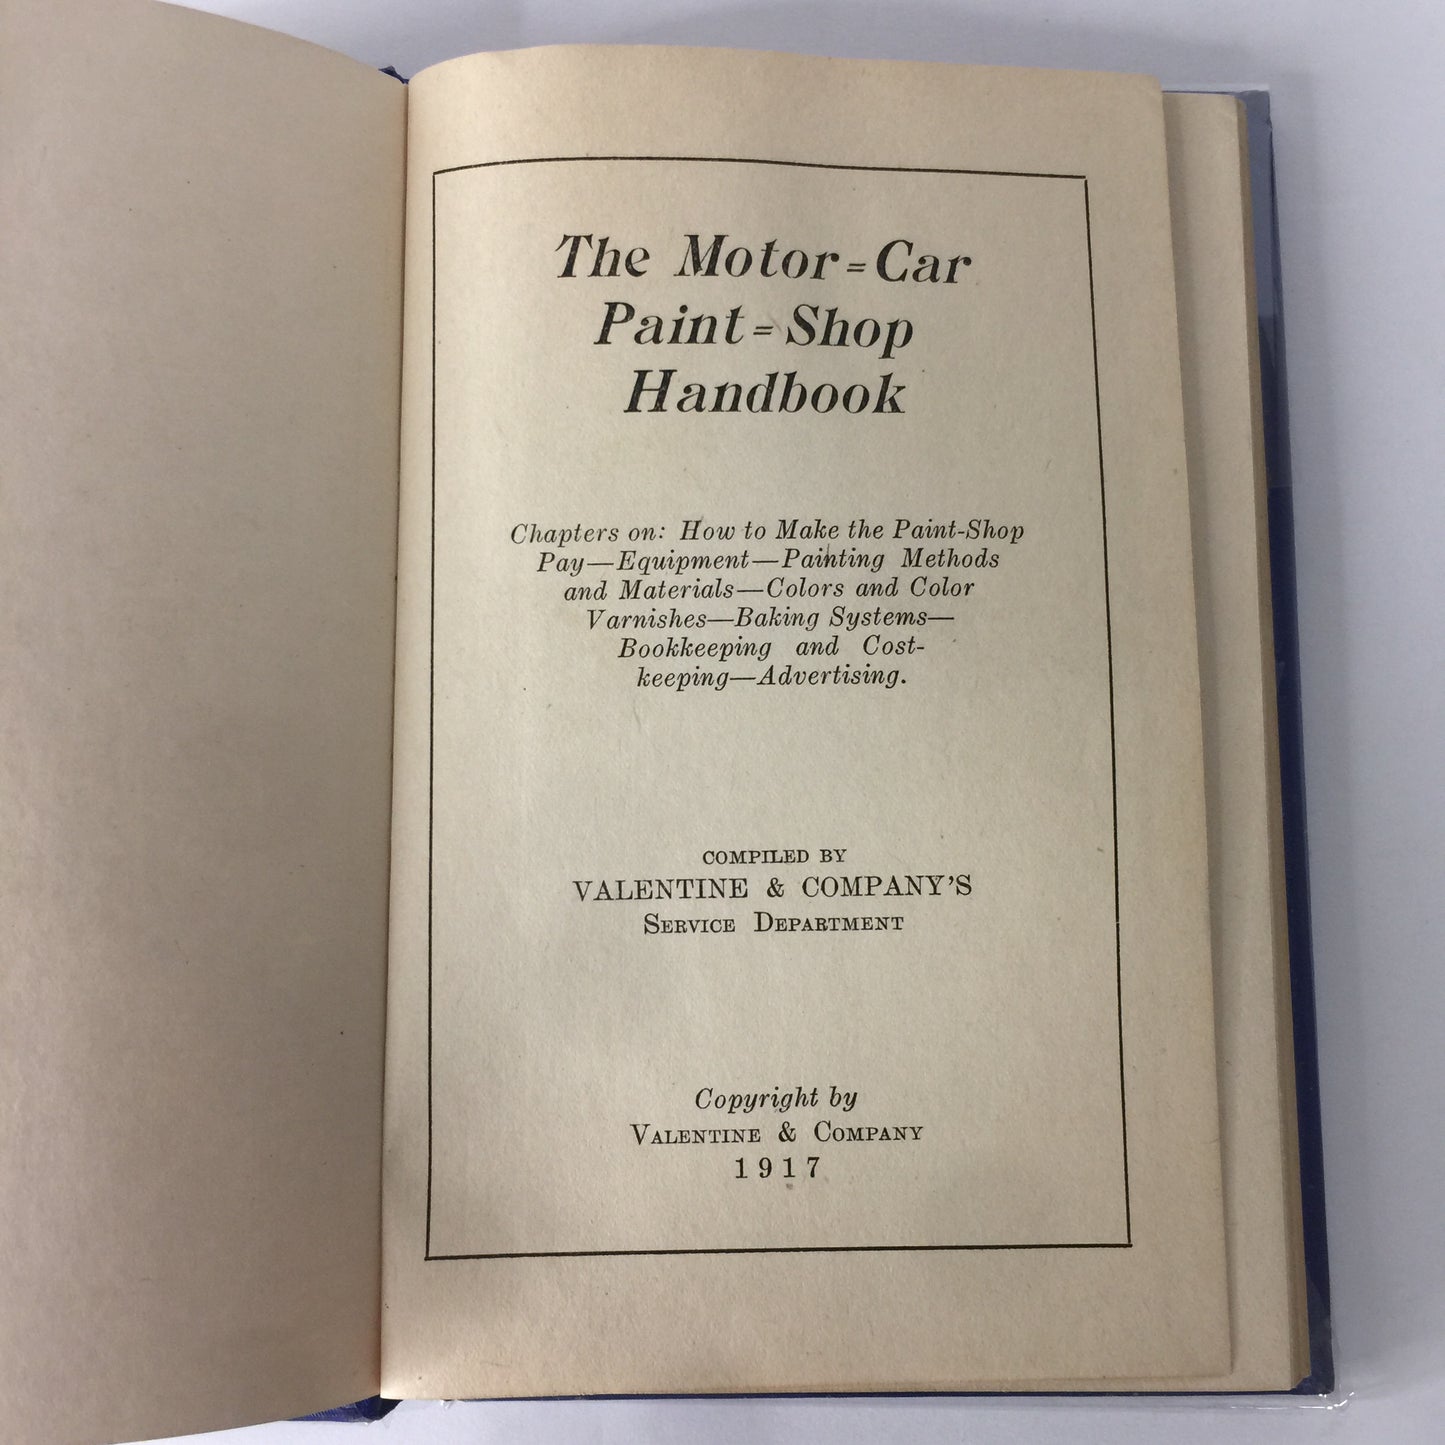 The Motor=Car
Paint=Shop
Handbook
Chapters on: How to Make the Paint-Shop
Pay—Equipment—Painting Methods
and Materials—Colors and Color
Varnishes—Baking Systems—
Bookkeeping and Cost-
keeping—Advertising.
COMPILED BY
VALENTINE & COMPANY'S
SERVICE DEPARTMENT
Copyright by
VALENTINE & COMPANY
1917